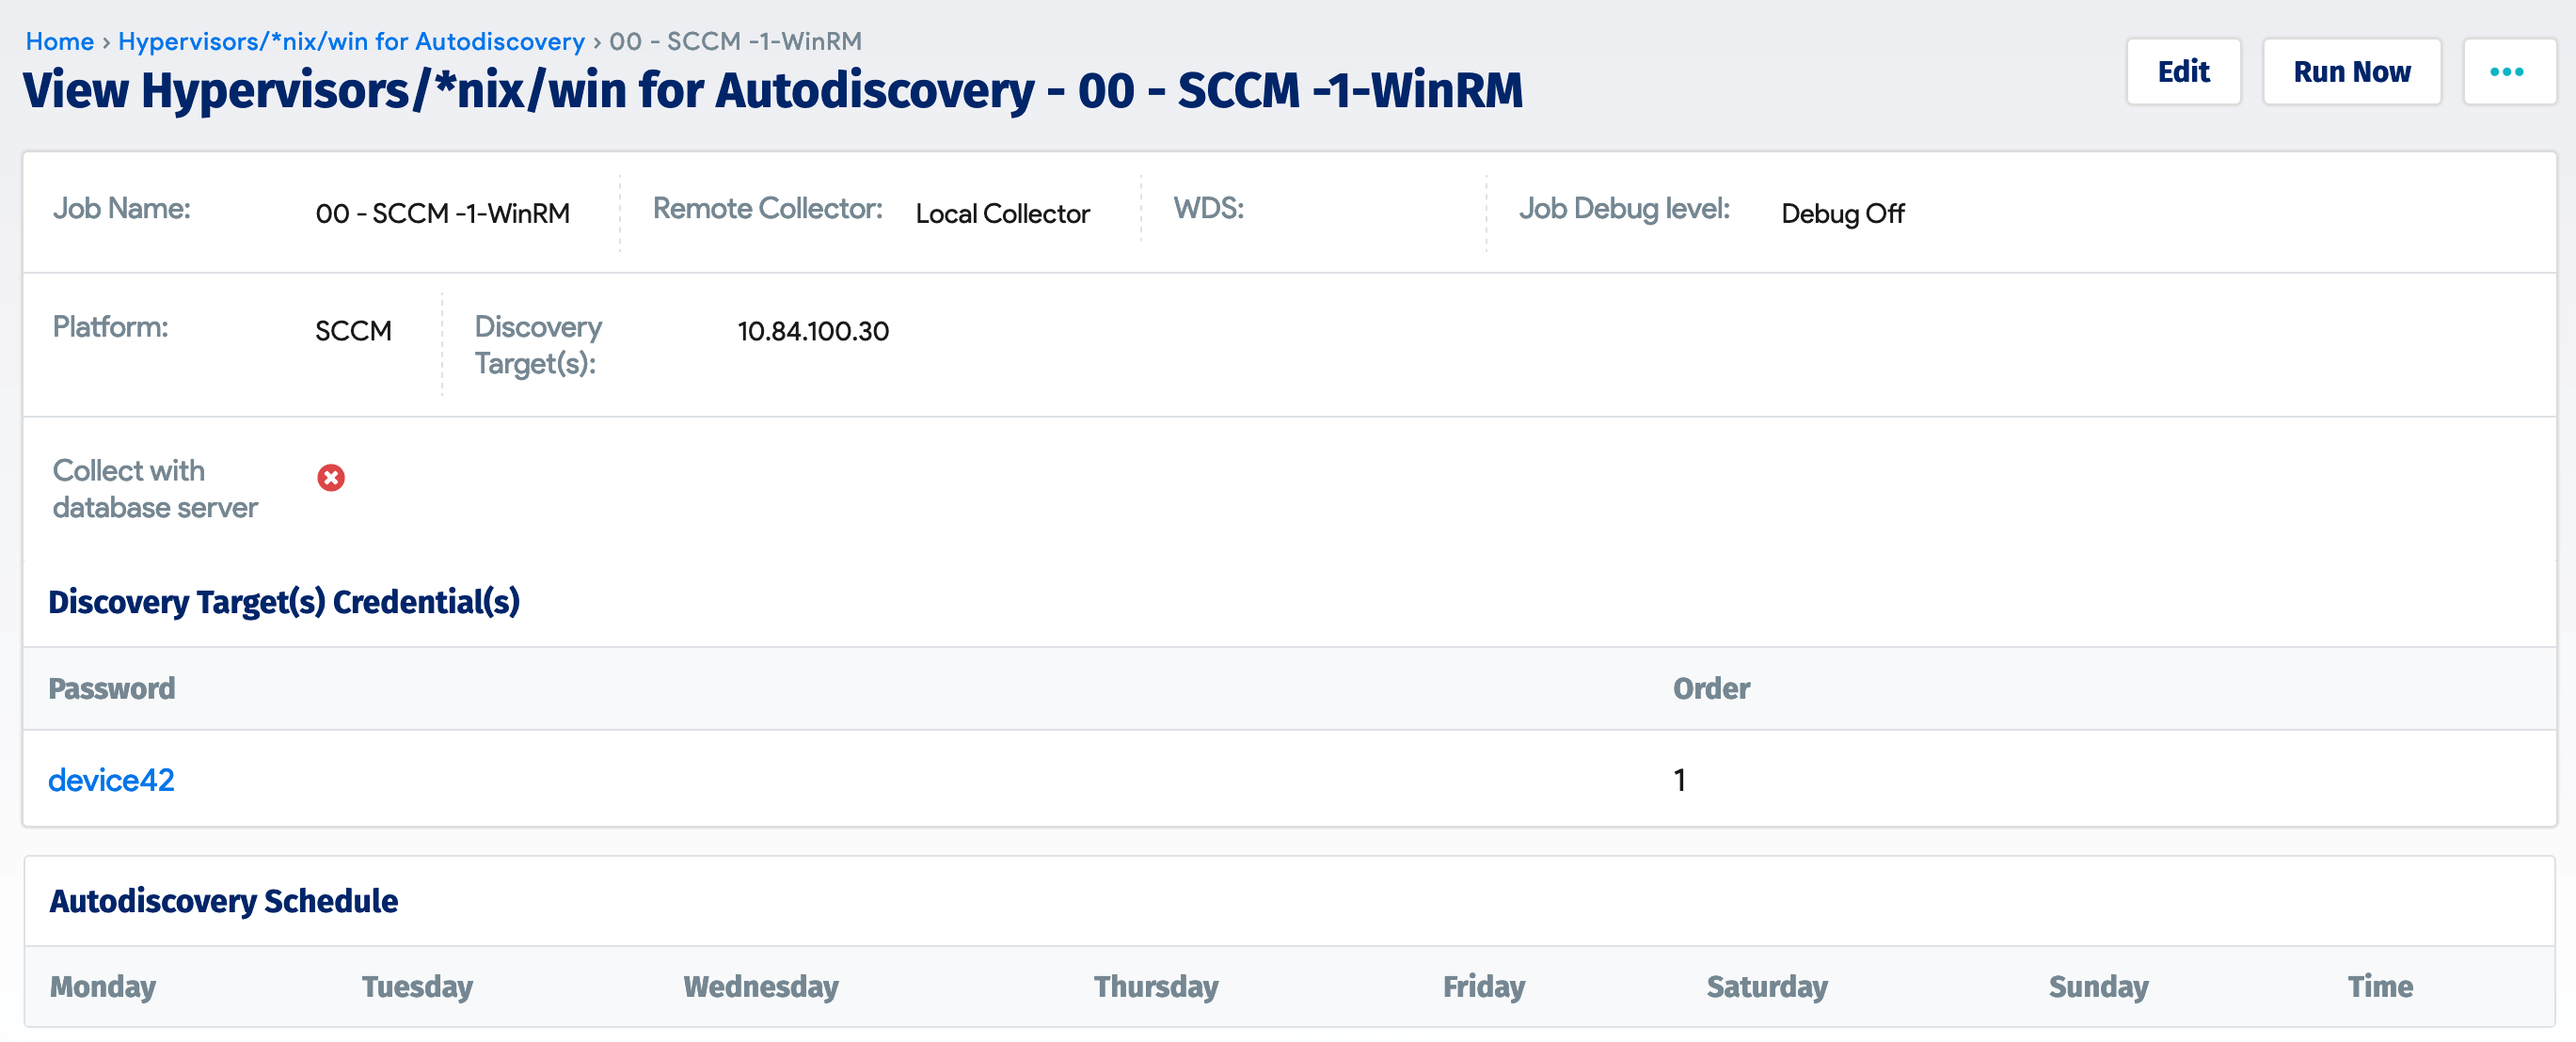 Home › Hypervisors/*nix/win for Autodiscovery › 00 - SCCM -1-WinRM
View Hypervisors/*nix/win for Autodiscovery - 00 - SCCM -1-WinRM
Edit
Run Now
Job Name: 00 - SCCM -1-WinRM Remote Collector: Local Collector WDS: Job Debug level: Debug Off
Platform: SCCM Discovery Target(s): 10.84.100.30
Collect with
database server
Discovery Target(s) Credential(s)
Password Order
device42 1
Autodiscovery Schedule
Monday Tuesday Wednesday Thursday Friday Saturday Sunday Time